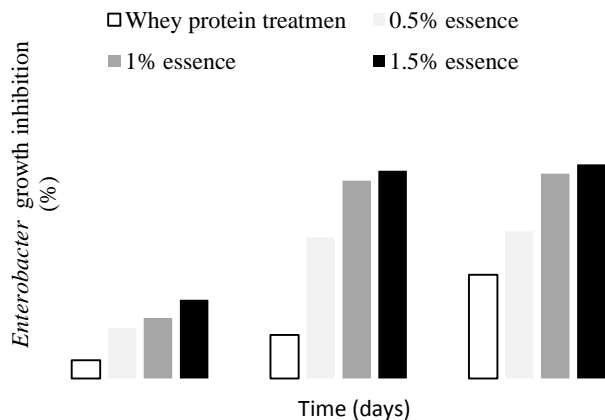 Whey protein treatmen
0.5% essence
1% essence
1.5% essence
Enterobacter growth inhibition
(%)
Time (days)